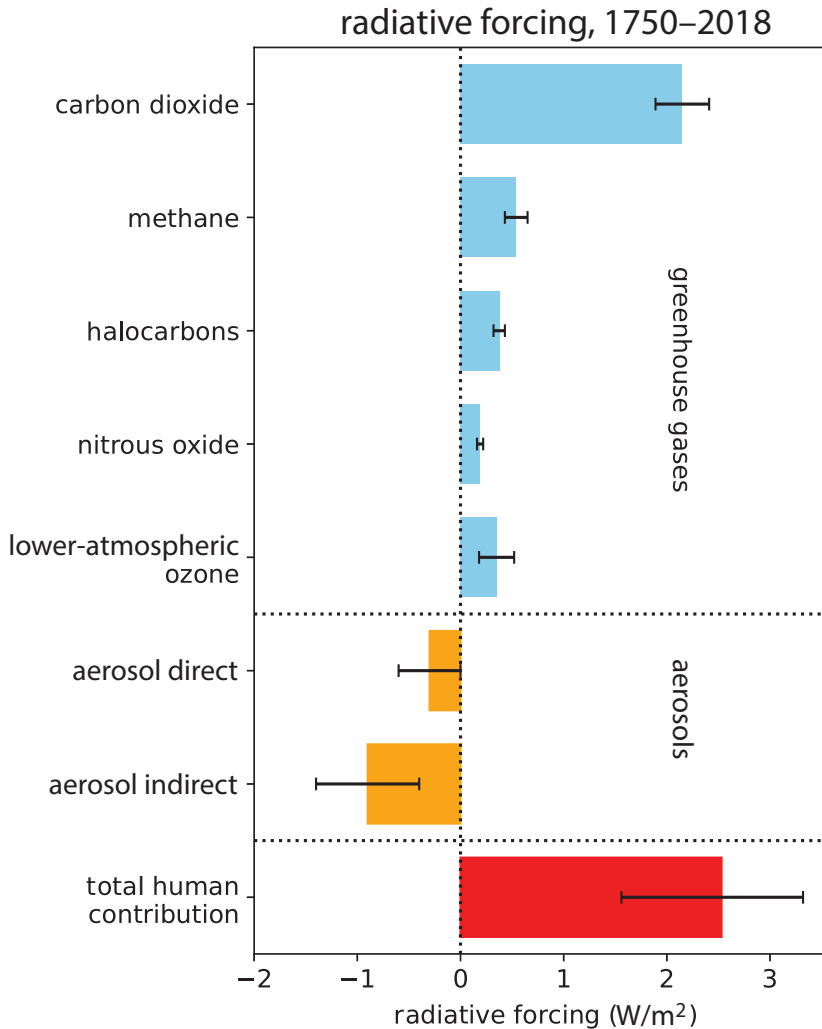 radiative forcing, 1750–2018
carbon dioxide
methane
halocarbons
nitrous oxide
lower-atmospheric
ozone
greenhouse gases
aerosol direct
aerosol indirect
aerosols
total human
contribution
−2 −1 0 1 2 3
radiative forcing (W/m²)